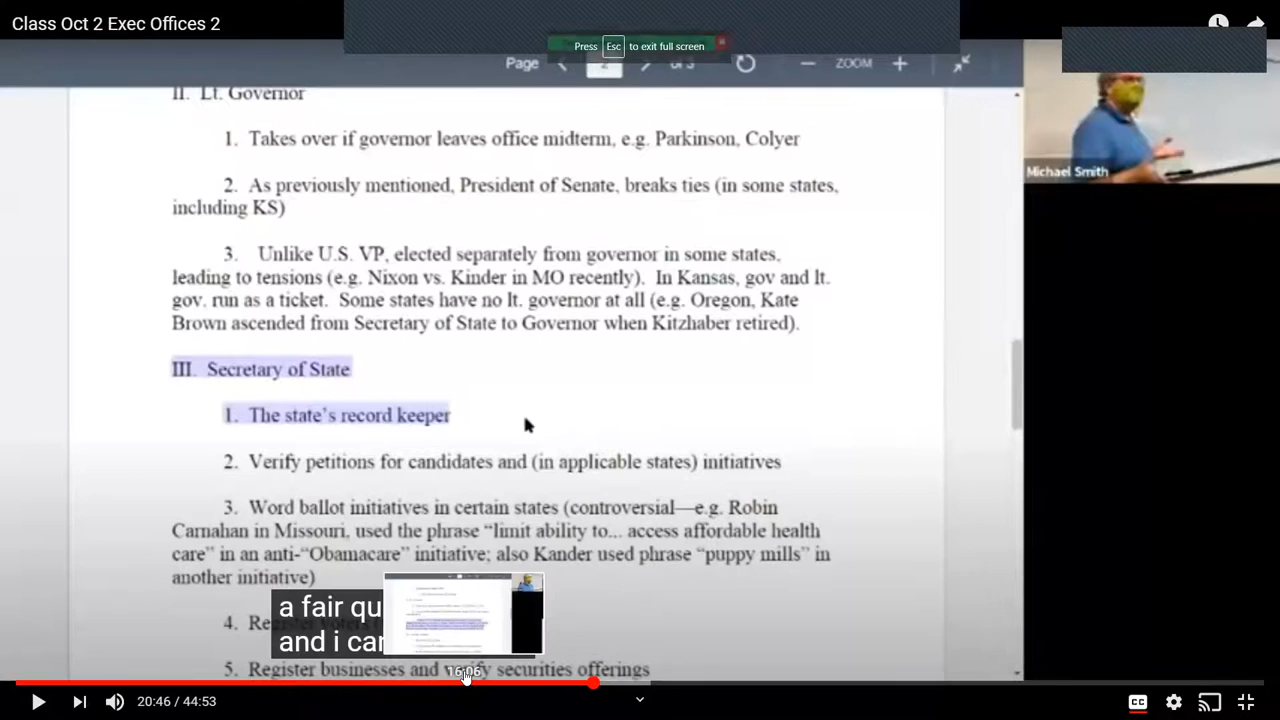 Class Oct 2 Exec Offices 2
Press Esc to exit full screen
Page 2 of 3 ZOOM
II. Lt. Governor
1. Takes over if governor leaves office midterm, e.g. Parkinson, Colyer
2. As previously mentioned, President of Senate, breaks ties (in some states,
including KS)
3. Unlike U.S. VP, elected separately from governor in some states,
leading to tensions (e.g. Nixon vs. Kinder in MO recently). In Kansas, gov and lt.
gov. run as a ticket. Some states have no lt. governor at all (e.g. Oregon, Kate
Brown ascended from Secretary of State to Governor when Kitzhaber retired).
III. Secretary of State
1. The state's record keeper
2. Verify petitions for candidates and (in applicable states) initiatives
3. Word ballot initiatives in certain states (controversial—e.g. Robin
Carnahan in Missouri, used the phrase "limit ability to... access affordable health
care" in an anti-"Obamacare" initiative; also Kander used phrase "puppy mills" in
another initiative)
4.
5. Register businesses and verify securities offerings
Michael Smith
a fair qu
and i car
16:06
20:46 / 44:53
CC